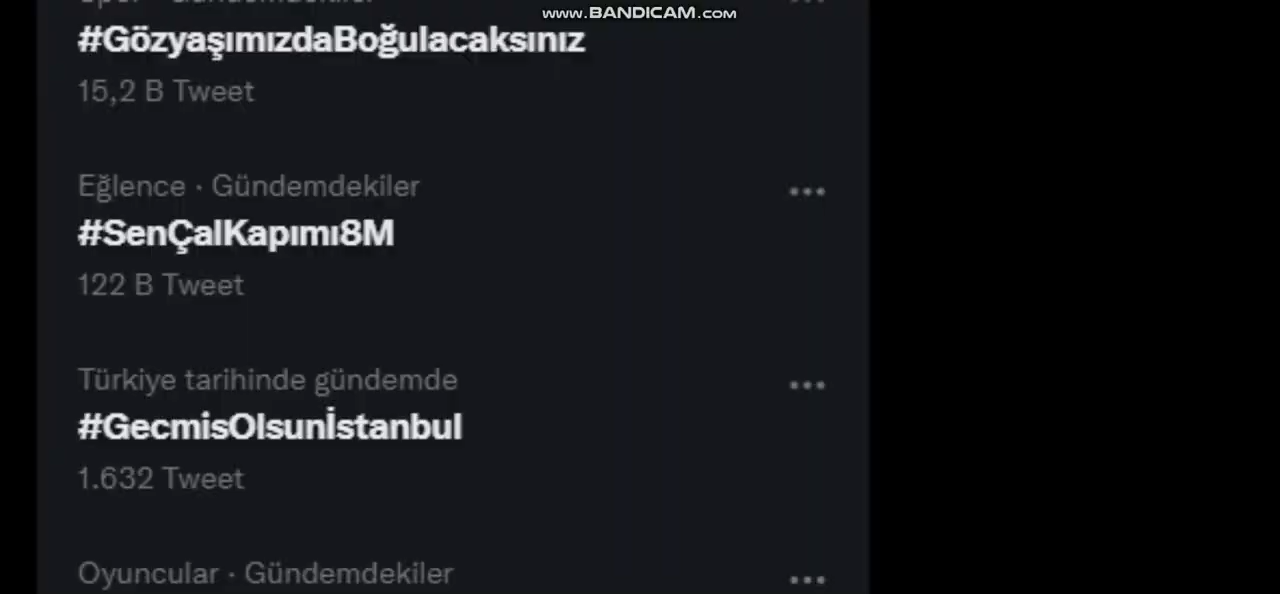 www.BANDICAM.com
#GözyaşımızdaBoğulacaksınız
15,2 B Tweet
Eğlence · Gündemdekiler
#SenÇalKapımı8M
122 B Tweet
Türkiye tarihinde gündemde
#GecmisOlsunİstanbul
1.632 Tweet
Oyuncular · Gündemdekiler